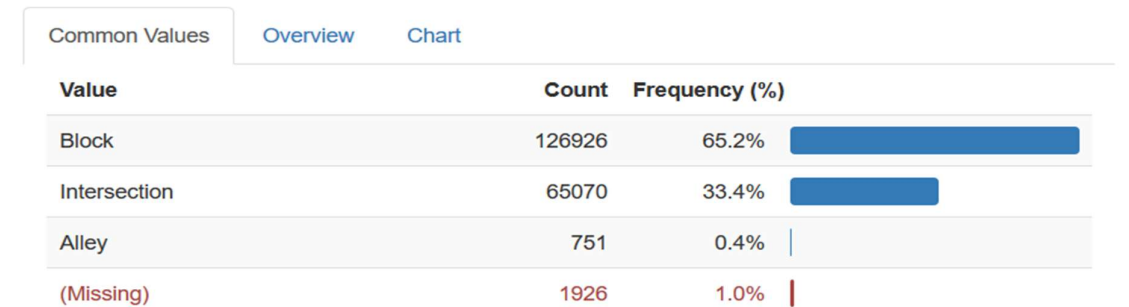 Common Values Overview Chart
Value Count Frequency (%)
Block 126926 65.2%
Intersection 65070 33.4%
Alley 751 0.4%
(Missing) 1926 1.0%